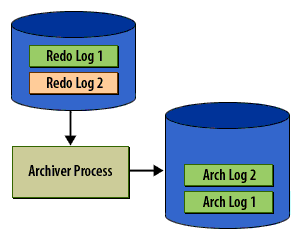 Redo Log 1
Redo Log 2
Archiver Process
Arch Log 2
Arch Log 1